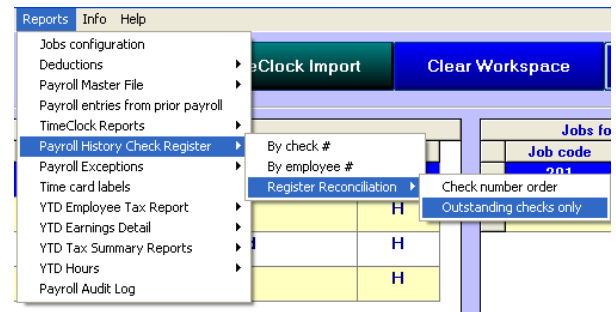 Reports Info Help
Jobs configuration
Deductions
Clock Import
Clear Workspace
Payroll Master File
Payroll entries from prior payroll
TimeClock Reports
Jobs fo
Payroll History Check Register
By check #
Job code
Payroll Exceptions
By employee #
201
Time card labels
Register Reconciliation
Check number order
YTD Employee Tax Report
H
Outstanding checks only
YTD Earnings Detail
YTD Tax Summary Reports
H
YTD Hours
H
Payroll Audit Log